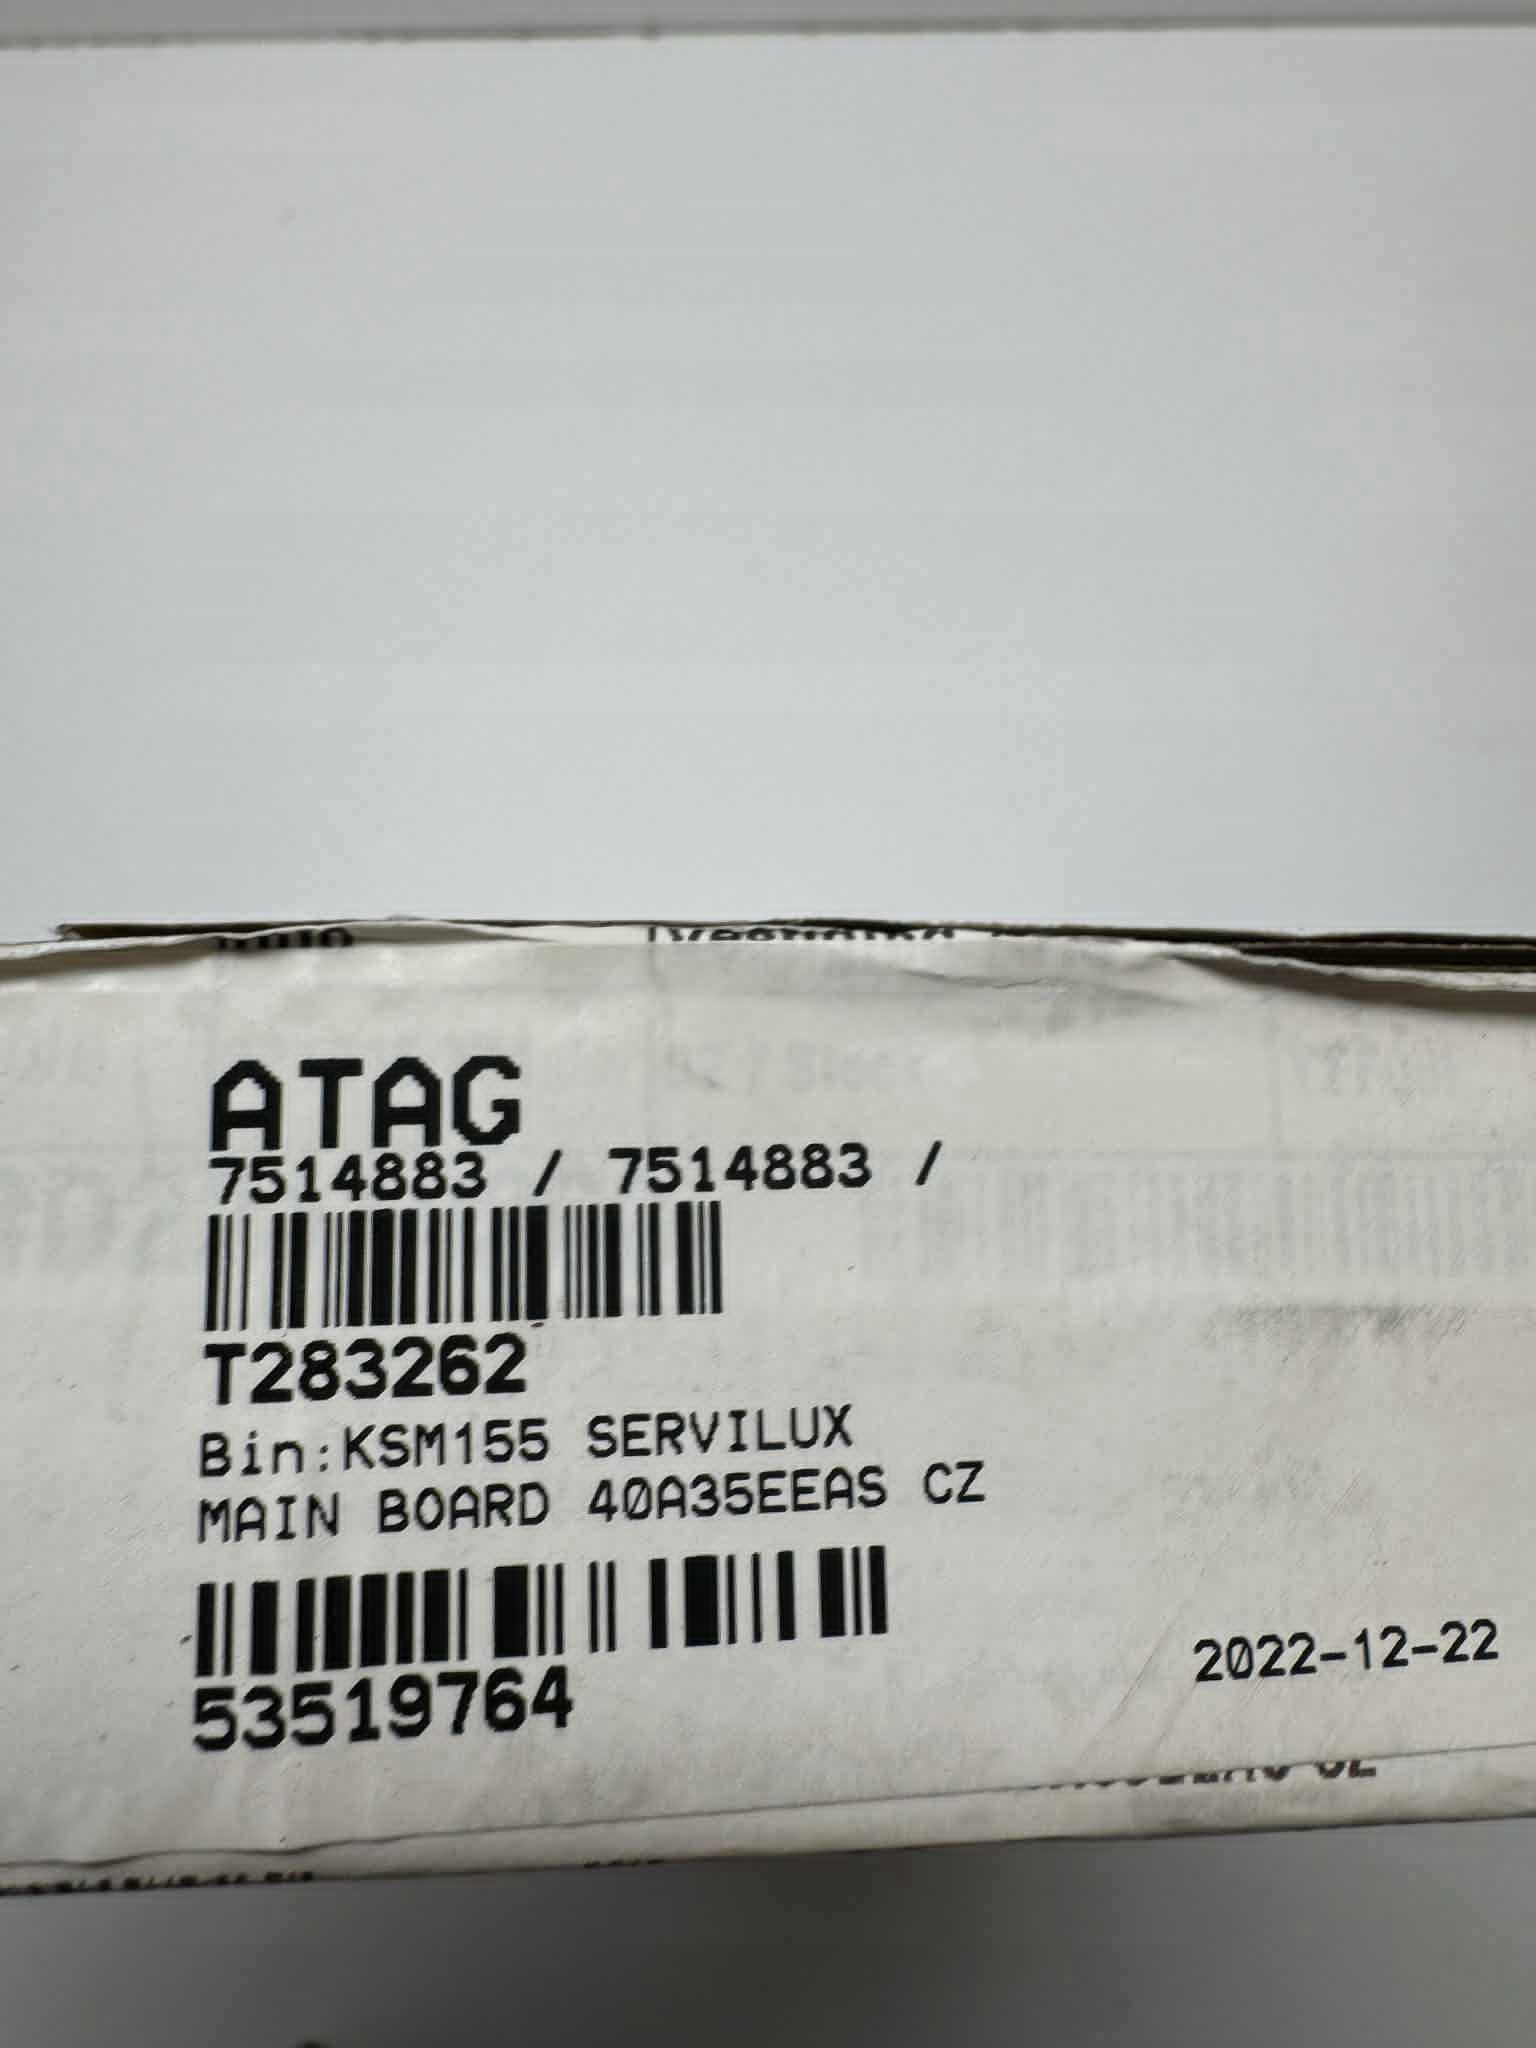 ATAG
7514883 / 7514883 /
T283262
Bin:KSM155 SERVILUX
MAIN BOARD 40A35EEAS CZ
53519764
2022-12-22